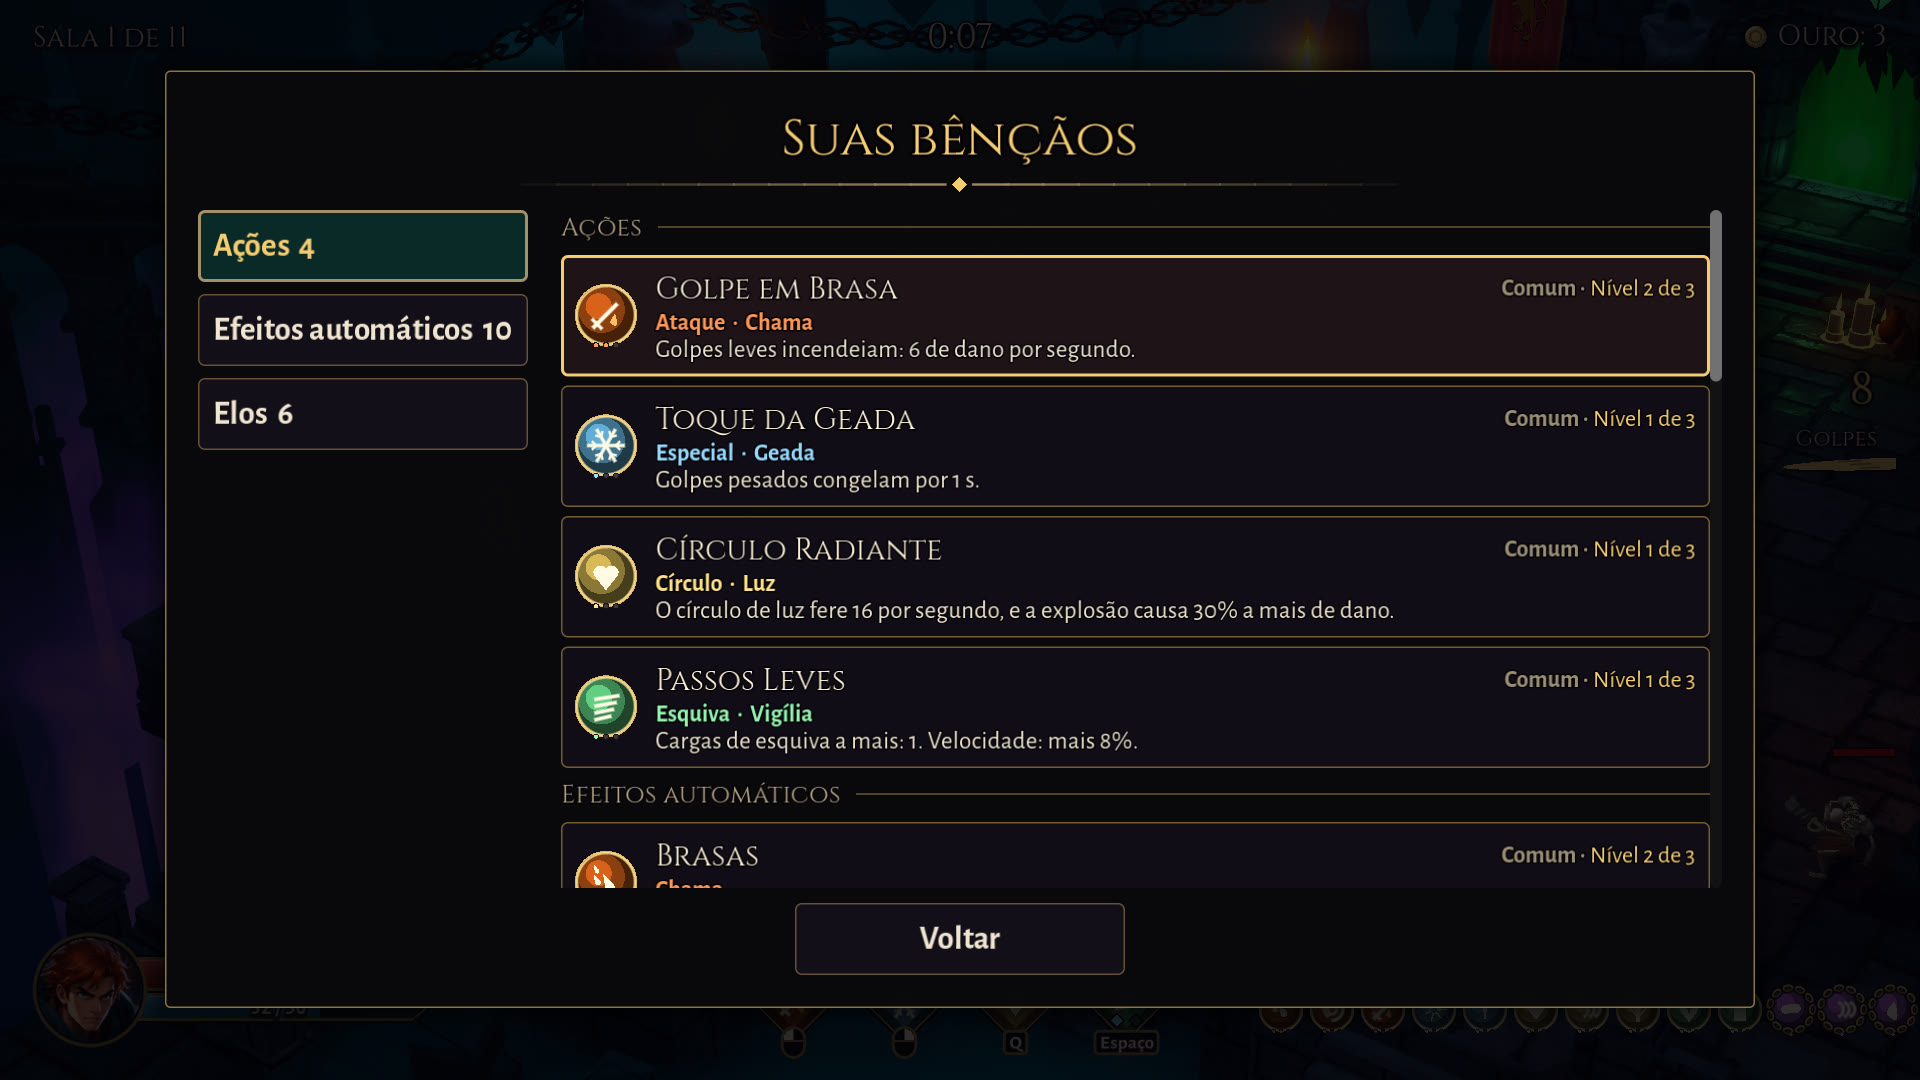 Sala 1 de 11
0:07
Ouro: 3
Suas bênçãos
Ações 4
Efeitos automáticos 10
Elos 6
Ações
Golpe em Brasa
Comum · Nível 2 de 3
Ataque · Chama
Golpes leves incendeiam: 6 de dano por segundo.
Toque da Geada
Comum · Nível 1 de 3
Especial · Geada
Golpes pesados congelam por 1 s.
Círculo Radiante
Comum · Nível 1 de 3
Círculo · Luz
O círculo de luz fere 16 por segundo, e a explosão causa 30% a mais de dano.
Passos Leves
Comum · Nível 1 de 3
Esquiva · Vigília
Cargas de esquiva a mais: 1. Velocidade: mais 8%.
Efeitos automáticos
Brasas
Comum · Nível 2 de 3
Chama
Voltar
8
Golpes
Q
Espaço